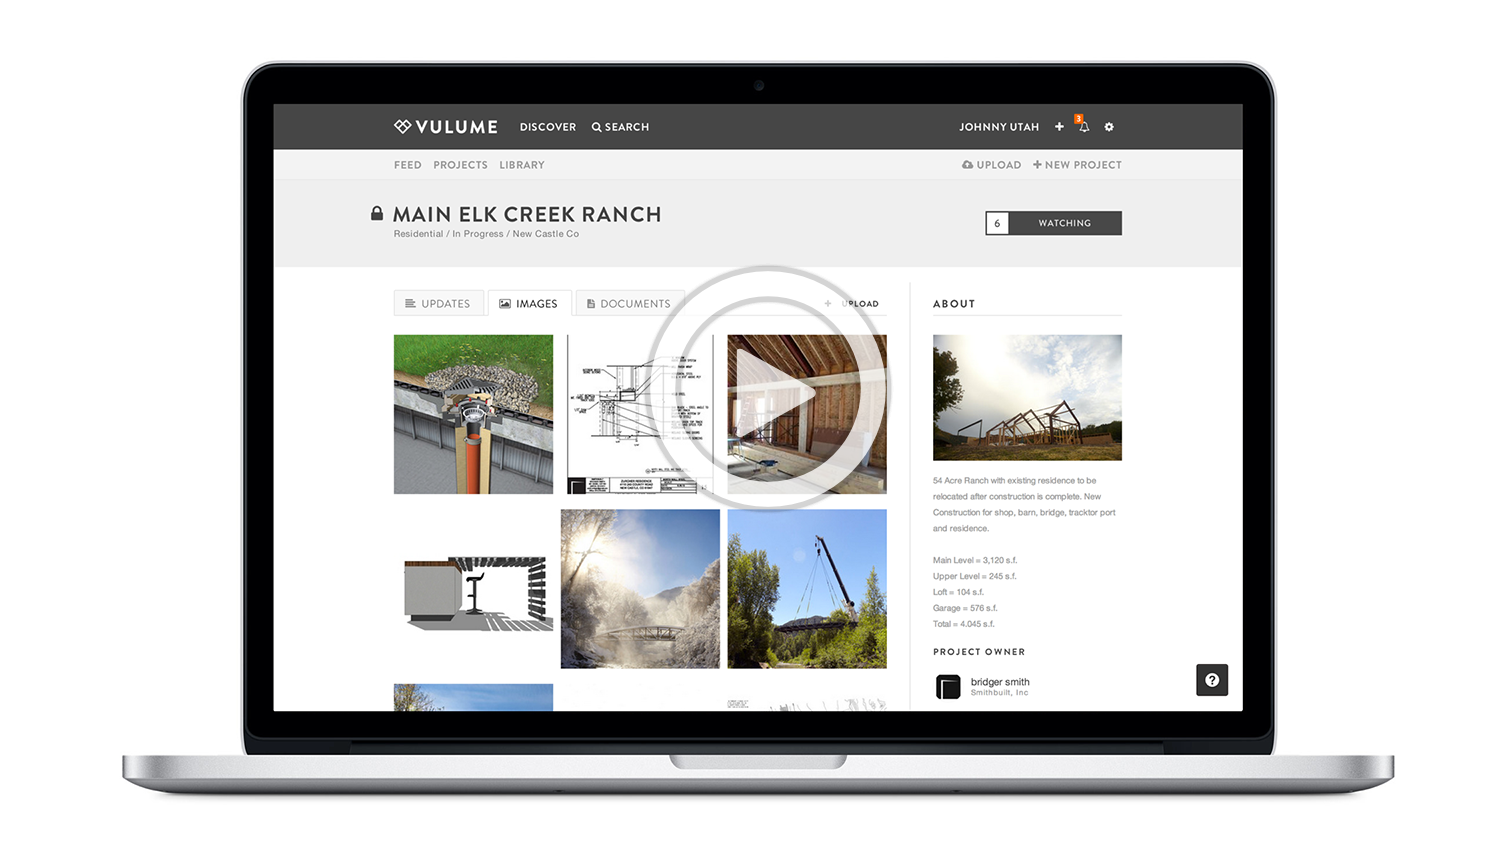 VULUME DISCOVER SEARCH JOHNNY UTAH 3
FEED PROJECTS LIBRARY UPLOAD NEW PROJECT
MAIN ELK CREEK RANCH
Residential / In Progress / New Castle Co
6 WATCHING
UPDATES IMAGES DOCUMENTS + UPLOAD
ABOUT
54 Acre Ranch with existing residence to be
relocated after construction is complete. New
Construction for shop, barn, bridge, tracktor port
and residence.
Main Level = 3,120 s.f.
Upper Level = 245 s.f.
Loft = 104 s.f.
Garage = 576 s.f.
Total = 4.045 s.f.
PROJECT OWNER
bridger smith
Smithbuilt, Inc
?